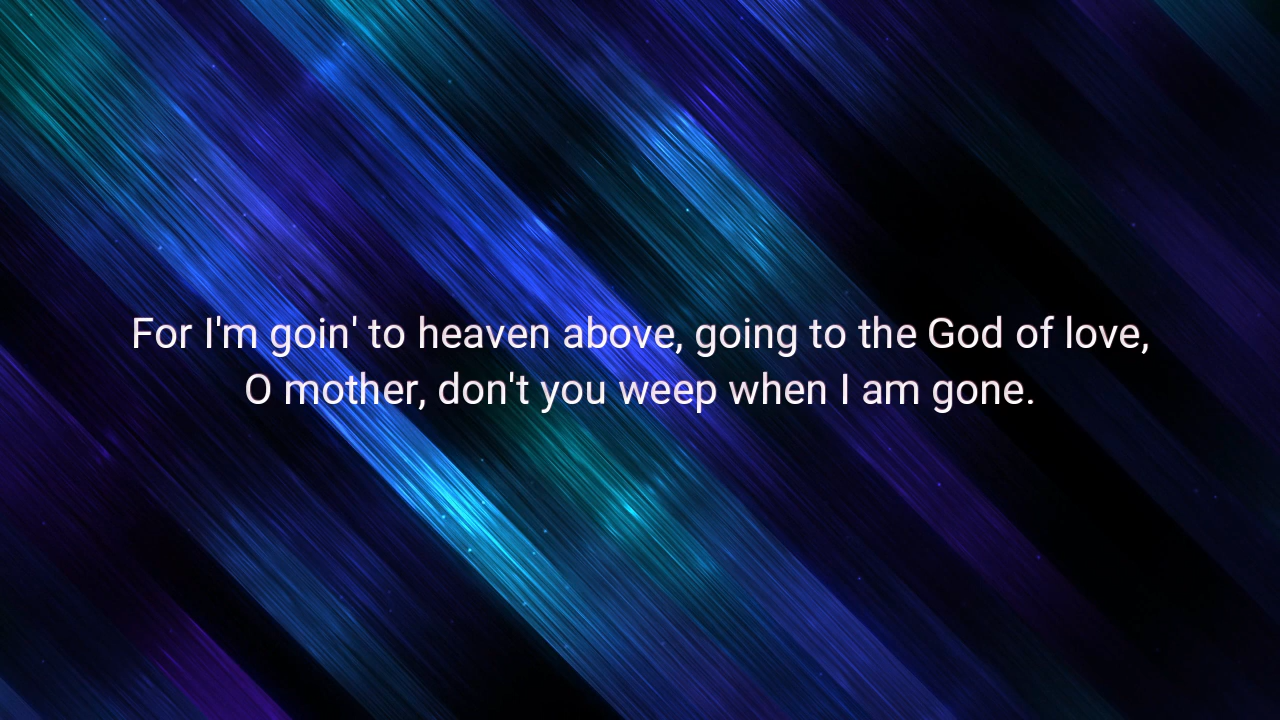 For I'm goin' to heaven above, going to the God of love,
O mother, don't you weep when I am gone.